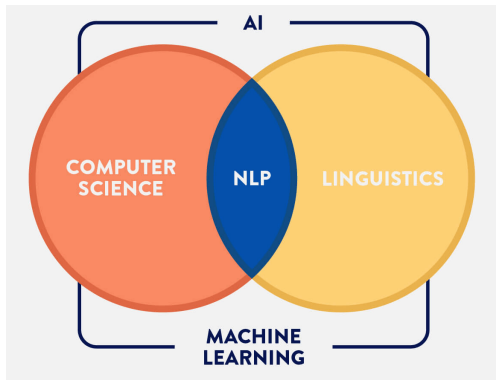 AI
COMPUTER
SCIENCE
NLP
LINGUISTICS
MACHINE
LEARNING